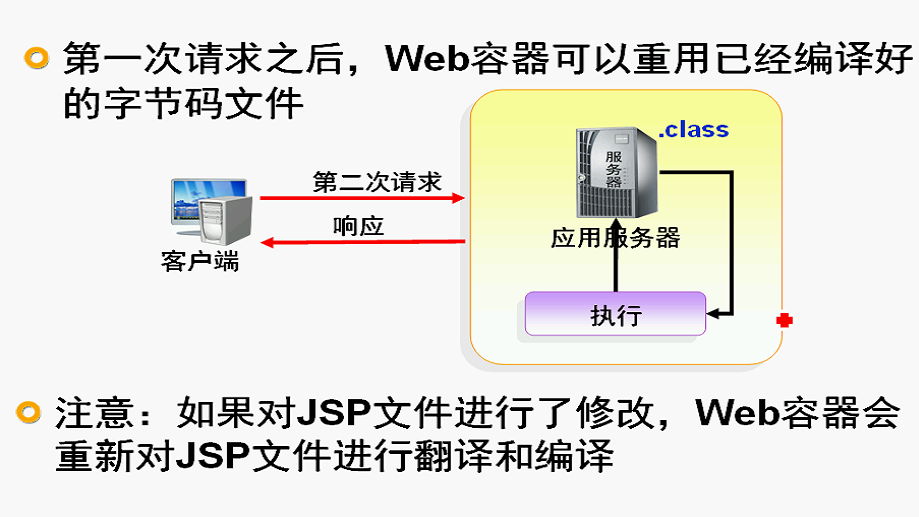 第一次请求之后，Web容器可以重用已经编译好
的字节码文件
.class
服务器
第二次请求
响应
应用服务器
客户端
执行
注意：如果对JSP文件进行了修改，Web容器会
重新对JSP文件进行翻译和编译